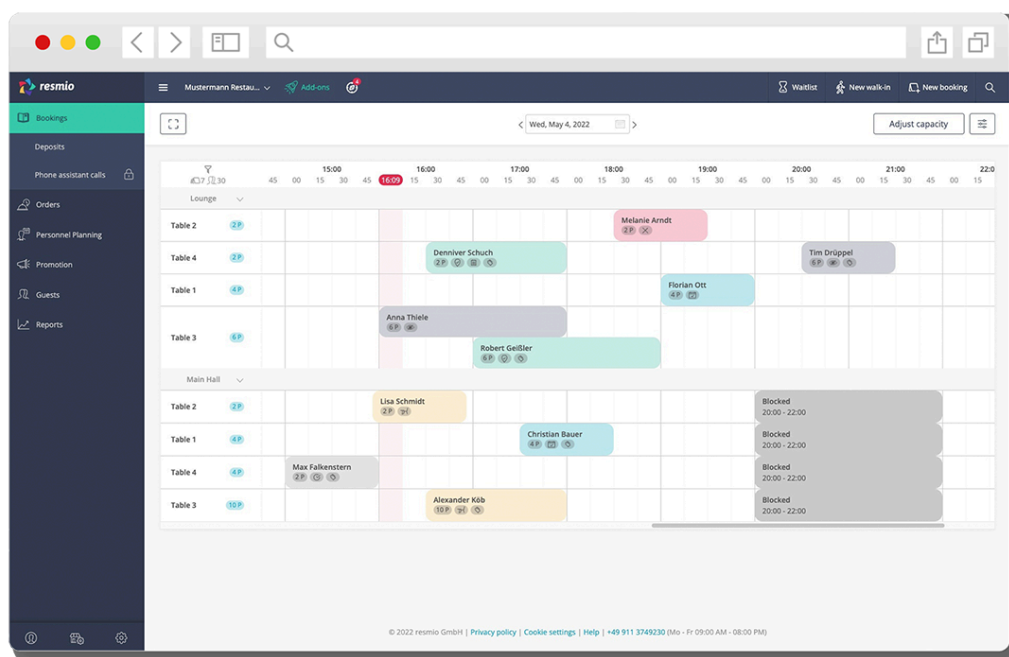 resmio
Mustermann Restau...
Add-ons
4
Waitlist
New walk-in
New booking
Bookings
Deposits
Phone assistant calls
Orders
Personnel Planning
Promotion
Guests
Reports
Wed, May 4, 2022
Adjust capacity
15:00 16:00 17:00 18:00 19:00 20:00 21:00 22:0
7 30 45 00 15 30 45 16:09 15 30 45 00 15 30 45 00 15 30 45 00 15 30 45 00 15 30 45 00 15 30 45 00 15
Lounge
Table 2 2 P
Melanie Arndt
2 P
Table 4 2 P
Denniver Schuch
2 P
Tim Drüppel
6 P
Table 1 4 P
Florian Ott
4 P
Table 3 6 P
Anna Thiele
6 P
Robert Geißler
6 P
Main Hall
Table 2 2 P
Lisa Schmidt
2 P
Blocked
20:00 - 22:00
Table 1 4 P
Christian Bauer
4 P
Blocked
20:00 - 22:00
Table 4 4 P
Max Falkenstern
2 P
Blocked
20:00 - 22:00
Table 3 10 P
Alexander Köb
10 P
Blocked
20:00 - 22:00
© 2022 resmio GmbH | Privacy policy | Cookie settings | Help | +49 911 3749230 (Mo - Fr 09:00 AM - 08:00 PM)